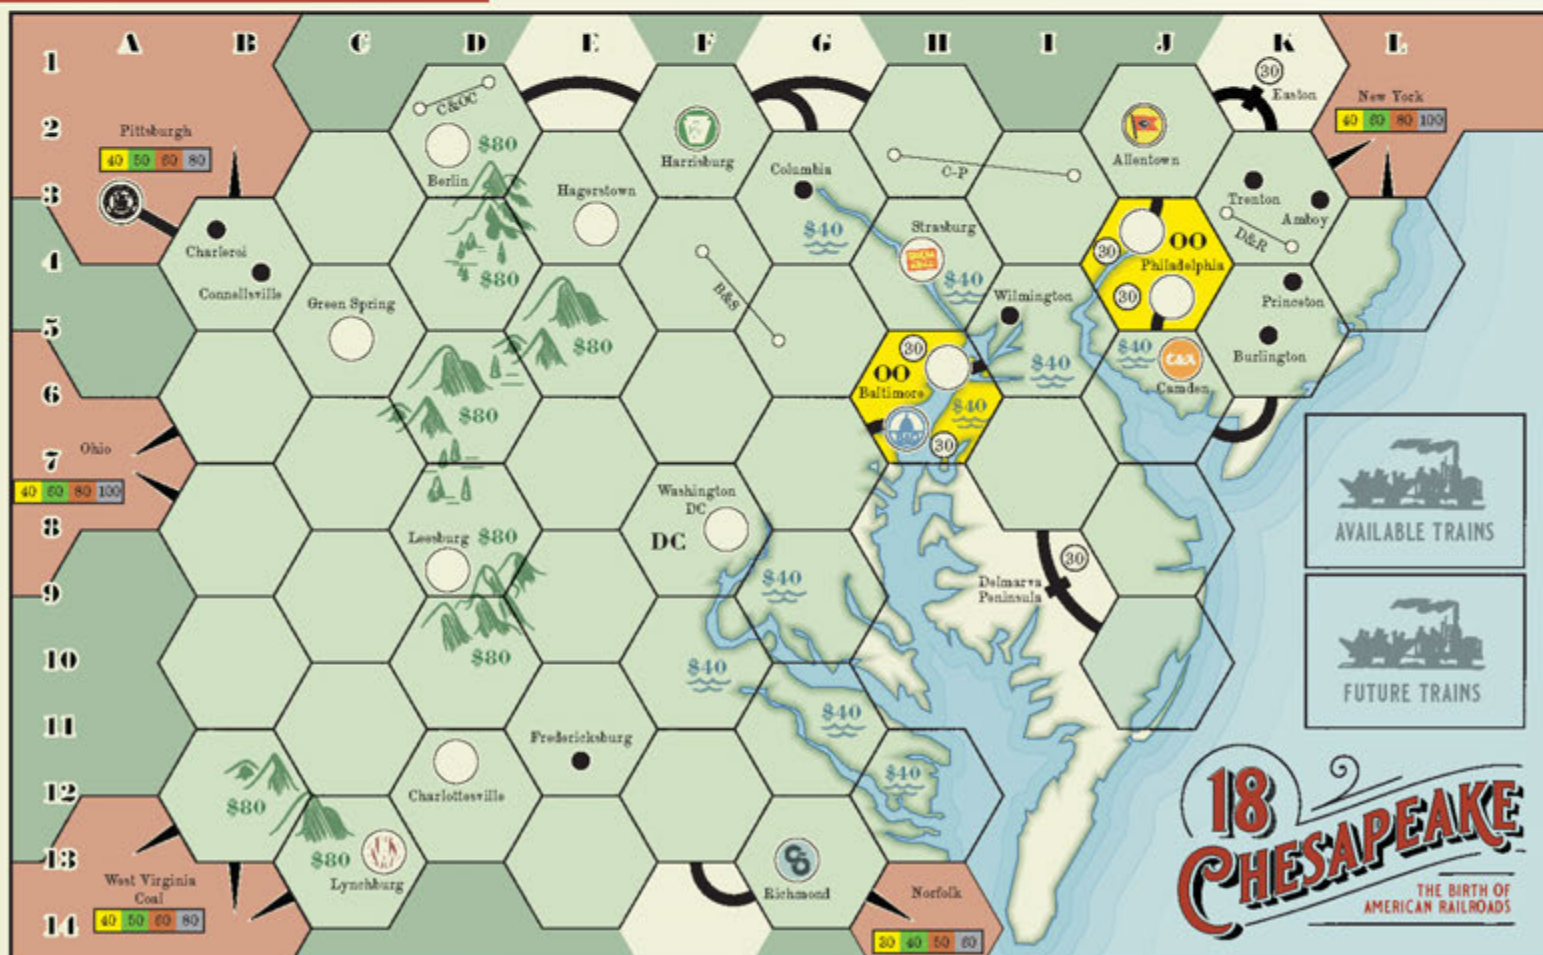 A B C D E F G H I J K L
1
2
3
4
5
6
7
8
9
10
11
12
13
14
Pittsburgh
40 50 60 80
C&OC
$80
Berlin
Harrisburg
Columbia
C-P
Allentown
30
Easton
New York
40 60 80 100
Charleroi
Connellsville
$80
Hagerstown
$40
Strasburg
$40
Trenton
Amboy
D&R
30
OO
Philadelphia
30
Princeton
Green Spring
$80
B&S
Wilmington
30
OO
Baltimore
$40
30
$40
$40
C&A
Camden
Burlington
Ohio
40 60 80 100
$80
Leesburg
$80
Washington
DC
DC
$40
Delmarva
Peninsula
30
AVAILABLE TRAINS
FUTURE TRAINS
$80
$40
$40
Fredericksburg
Charlottesville
$80
$40
West Virginia
Coal
40 50 60 80
$80
Lynchburg
Richmond
Norfolk
30 40 50 60
18
CHESAPEAKE
THE BIRTH OF
AMERICAN RAILROADS